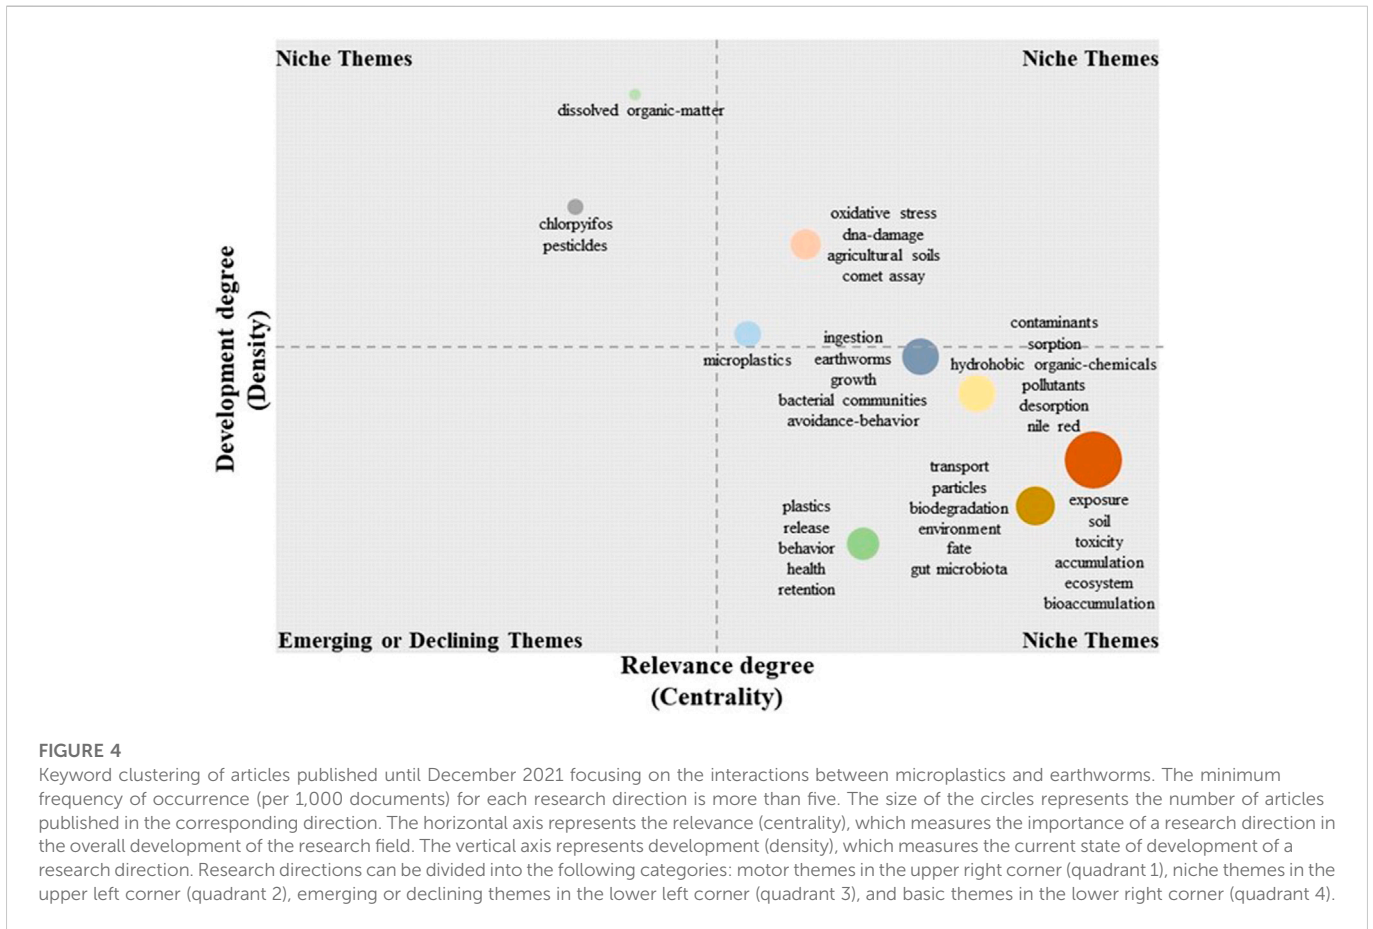 Niche Themes
Niche Themes
dissolved organic-matter
chlorpyifos
pesticldes
oxidative stress
dna-damage
agricultural soils
comet assay
microplastics
ingestion
earthworms
growth
bacterial communities
avoidance-behavior
contaminants
sorption
hydrohobic organic-chemicals
pollutants
desorption
nile red
plastics
release
behavior
health
retention
transport
particles
biodegradation
environment
fate
gut microbiota
exposure
soil
toxicity
accumulation
ecosystem
bioaccumulation
Emerging or Declining Themes
Niche Themes
Development degree
(Density)
Relevance degree
(Centrality)
FIGURE 4
Keyword clustering of articles published until December 2021 focusing on the interactions between microplastics and earthworms. The minimum
frequency of occurrence (per 1,000 documents) for each research direction is more than five. The size of the circles represents the number of articles
published in the corresponding direction. The horizontal axis represents the relevance (centrality), which measures the importance of a research direction in
the overall development of the research field. The vertical axis represents development (density), which measures the current state of development of a
research direction. Research directions can be divided into the following categories: motor themes in the upper right corner (quadrant 1), niche themes in the
upper left corner (quadrant 2), emerging or declining themes in the lower left corner (quadrant 3), and basic themes in the lower right corner (quadrant 4).